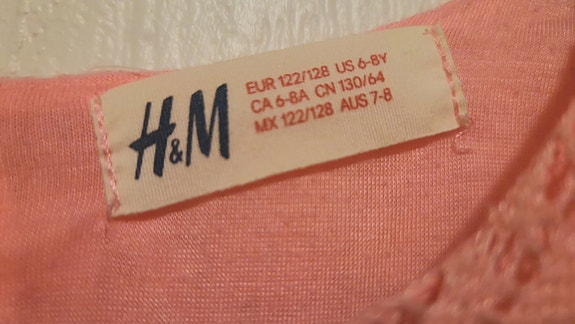 H&M
EUR 122/128 US 6-8Y
CA 6-8A CN 130/64
MX 122/128 AUS 7-8